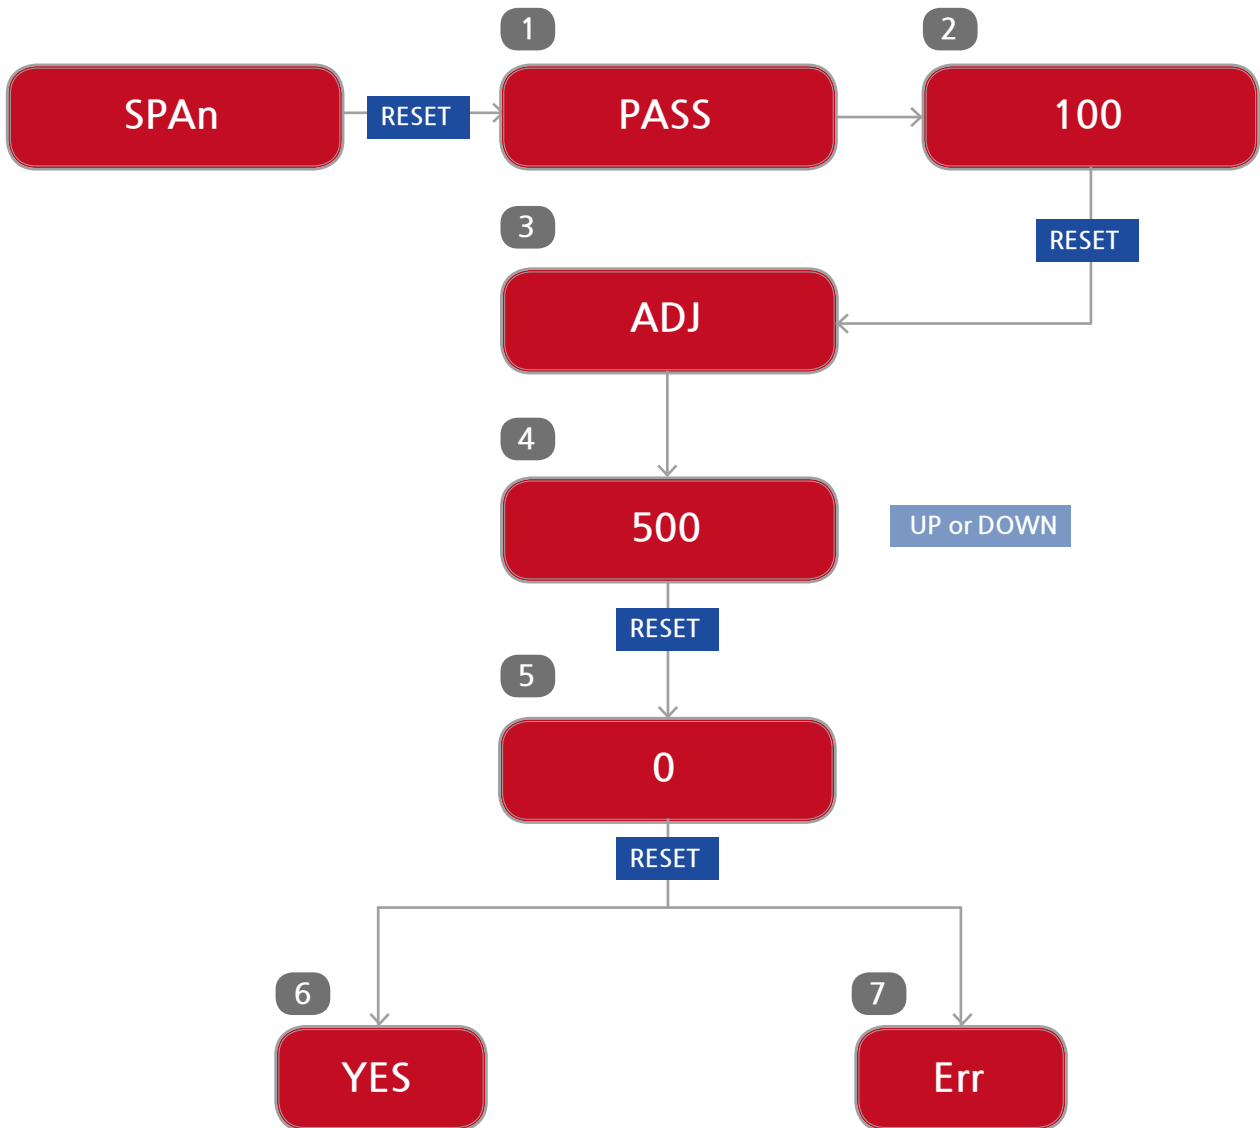 1
2
SPAn
RESET
PASS
100
3
RESET
ADJ
4
500
UP or DOWN
RESET
5
0
RESET
6
7
YES
Err